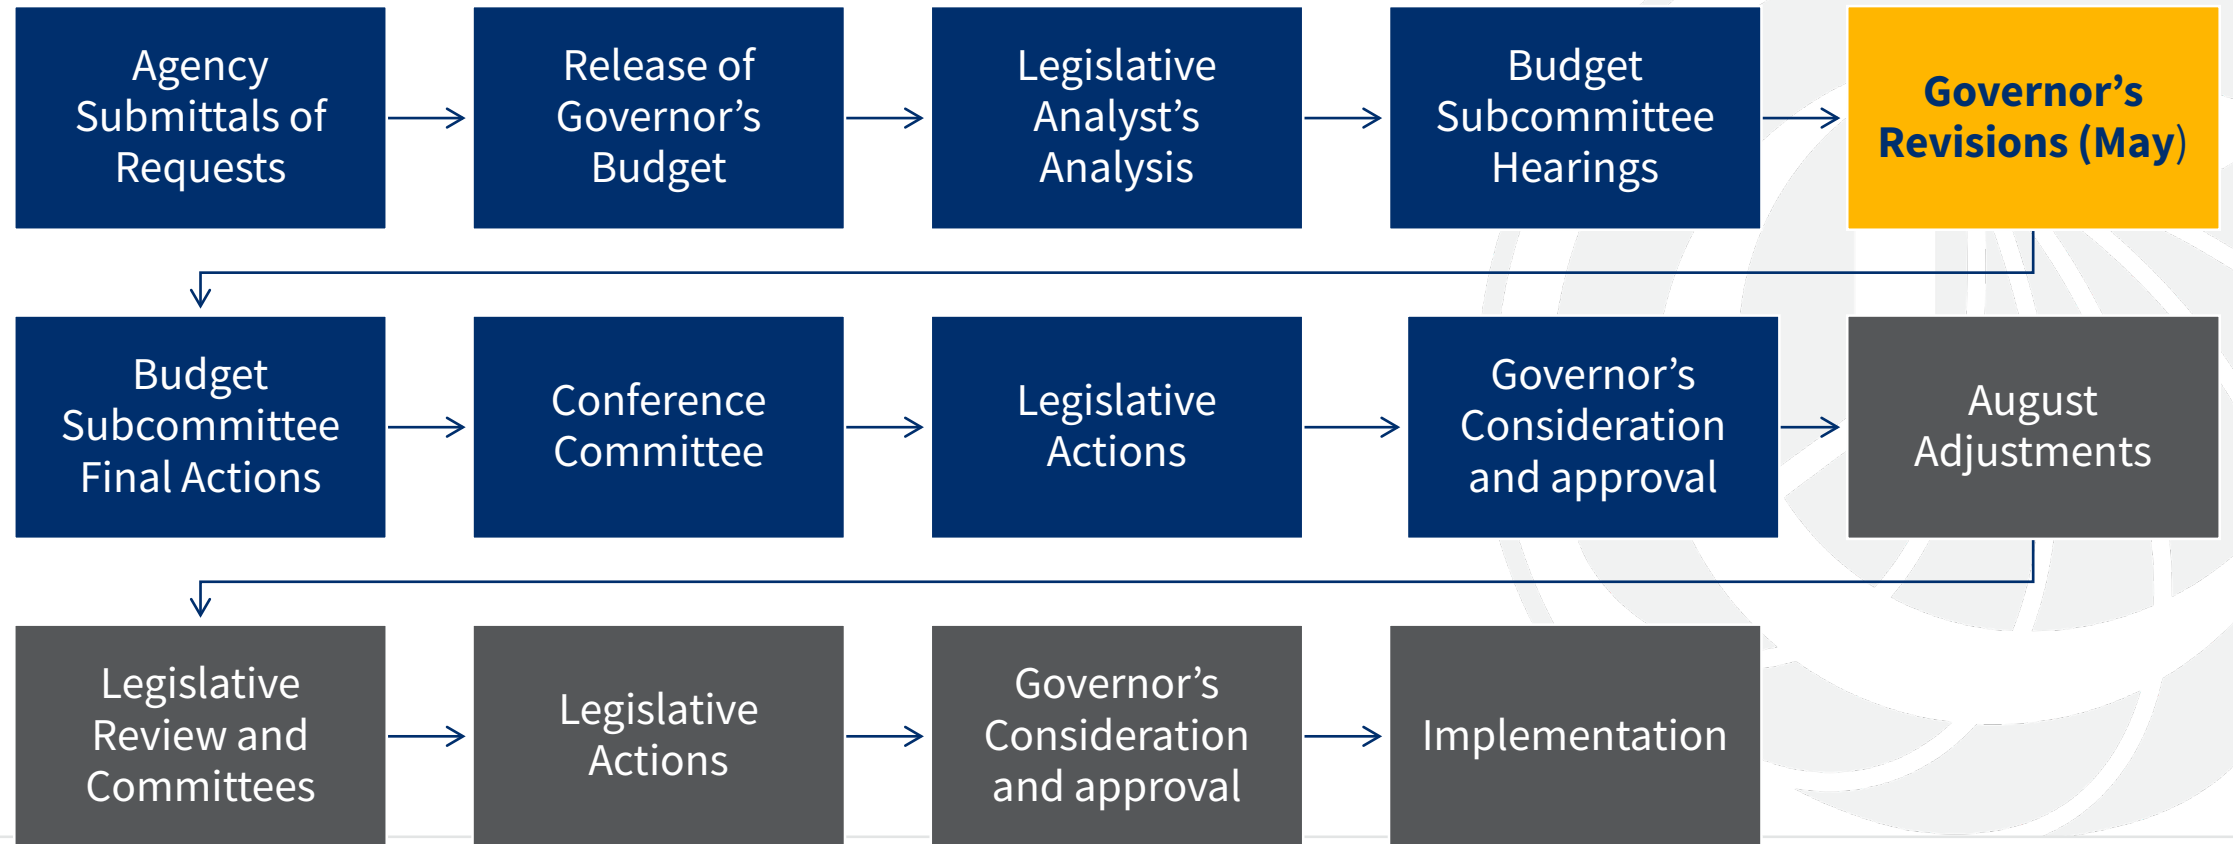 Agency
Submittals of
Requests
Release of
Governor’s
Budget
Legislative
Analyst’s
Analysis
Budget
Subcommittee
Hearings
Governor’s
Revisions (May)
Budget
Subcommittee
Final Actions
Conference
Committee
Legislative
Actions
Governor’s
Consideration
and approval
August
Adjustments
Legislative
Review and
Committees
Legislative
Actions
Governor’s
Consideration
and approval
Implementation